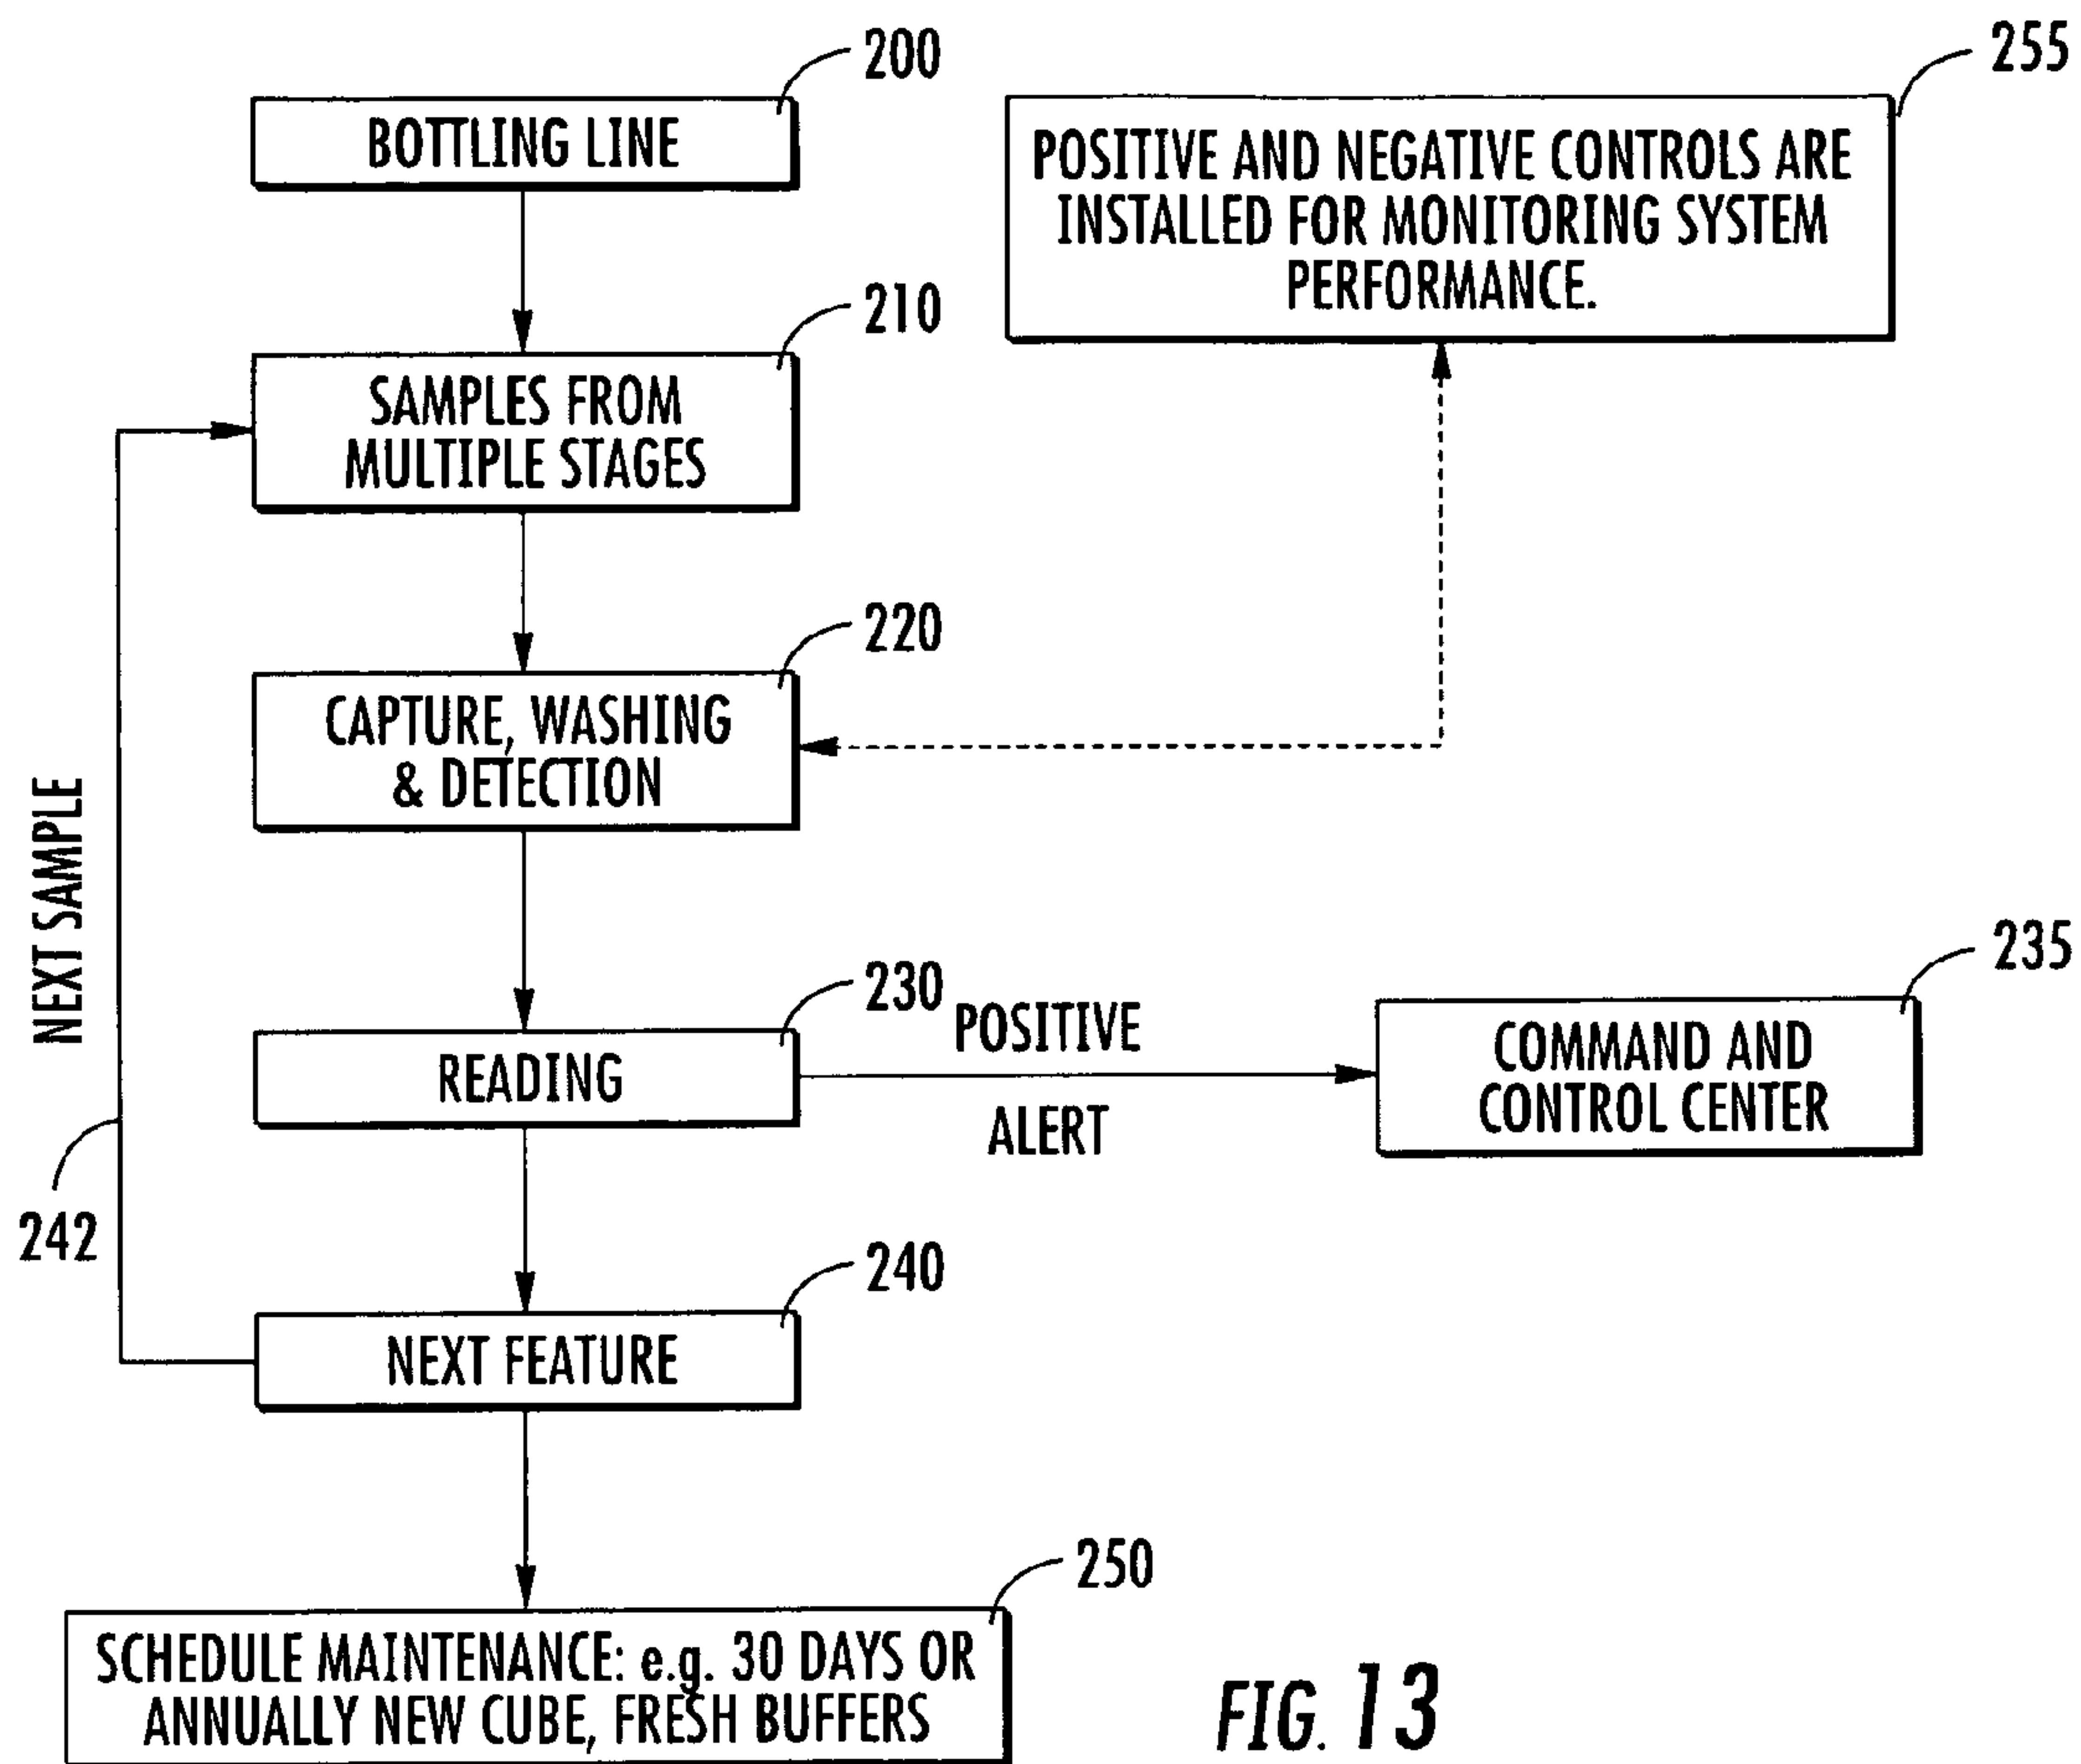 200
BOTTLING LINE
255
POSITIVE AND NEGATIVE CONTROLS ARE
INSTALLED FOR MONITORING SYSTEM
PERFORMANCE.
210
SAMPLES FROM
MULTIPLE STAGES
220
CAPTURE, WASHING
& DETECTION
NEXT SAMPLE
242
230
READING
POSITIVE
ALERT
235
COMMAND AND
CONTROL CENTER
240
NEXT FEATURE
250
SCHEDULE MAINTENANCE: e.g. 30 DAYS OR
ANNUALLY NEW CUBE, FRESH BUFFERS
FIG. 13